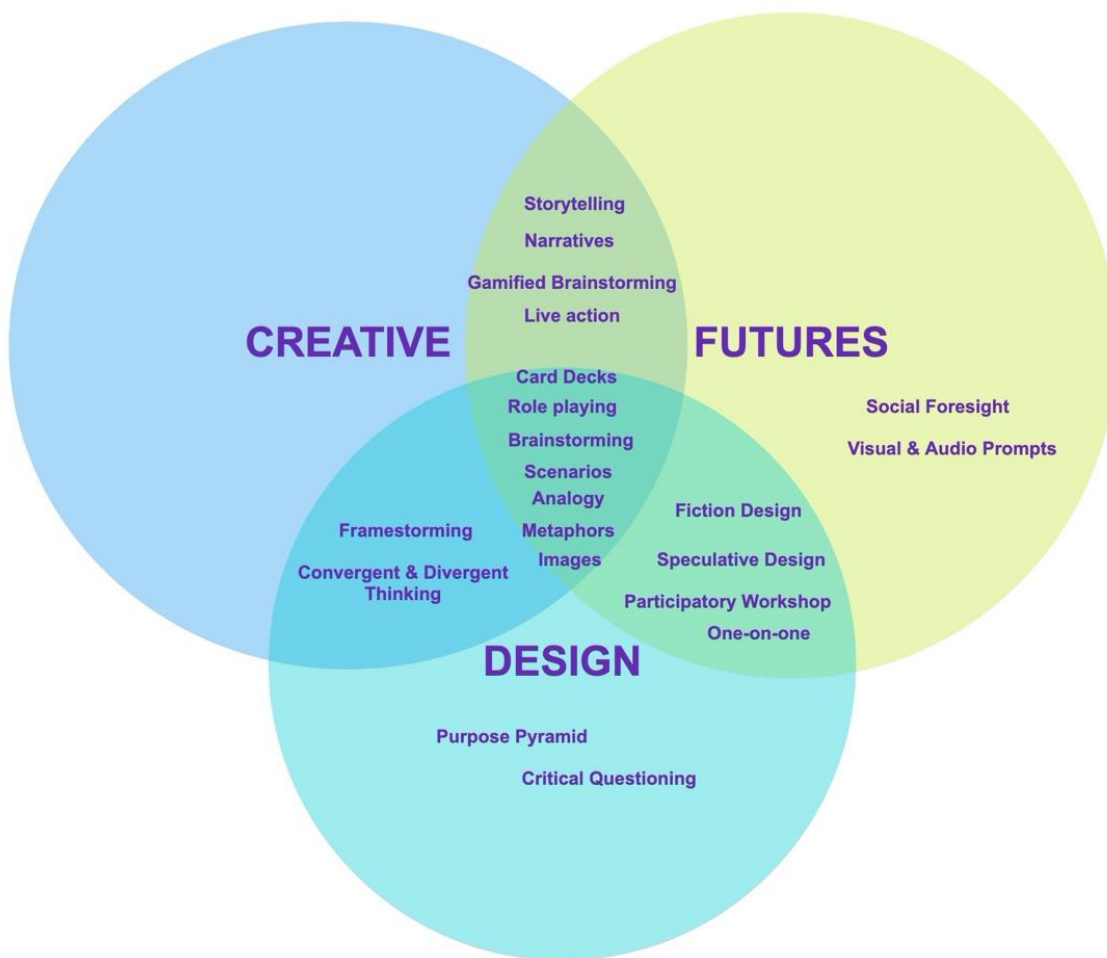 Storytelling
Narratives
Gamified Brainstorming
Live action
CREATIVE
FUTURES
Card Decks
Role playing
Brainstorming
Scenarios
Analogy
Metaphors
Images
Social Foresight
Visual & Audio Prompts
Framestorming
Convergent & Divergent
Thinking
Fiction Design
Speculative Design
Participatory Workshop
One-on-one
DESIGN
Purpose Pyramid
Critical Questioning